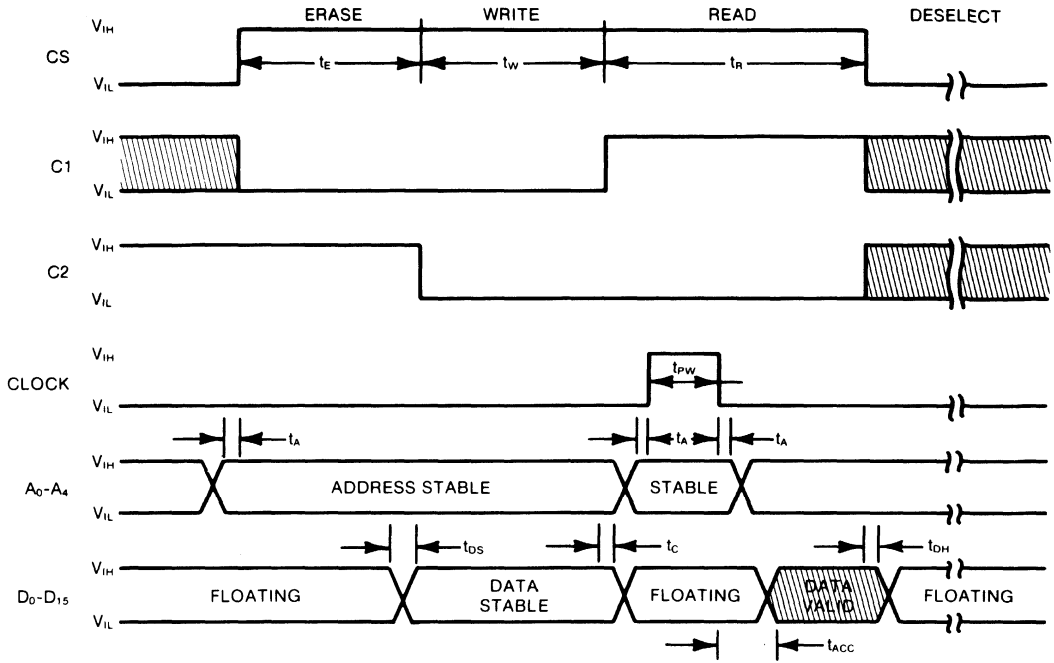 ERASE WRITE READ DESELECT
CS VIH VIL tE tW tR
C1 VIH VIL
C2 VIH VIL
CLOCK VIH VIL tPW
tA tA tA
A0-A4 VIH VIL ADDRESS STABLE STABLE
tDS tC tDH
D0-D15 VIH VIL FLOATING DATA STABLE FLOATING DATA VALID FLOATING
tACC